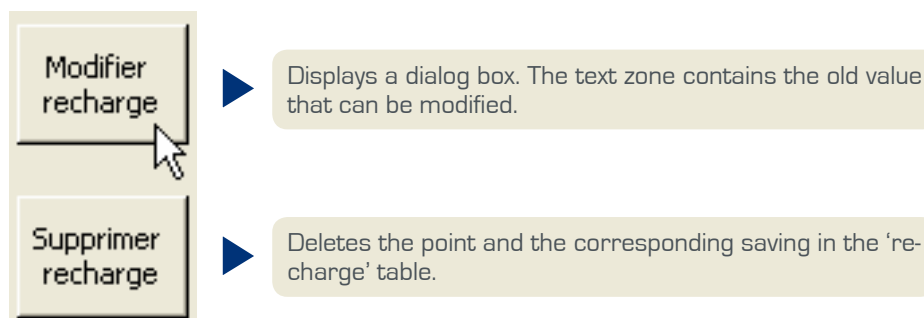 Modifier
recharge
Displays a dialog box. The text zone contains the old value
that can be modified.
Supprimer
recharge
Deletes the point and the corresponding saving in the ‘re-
charge’ table.